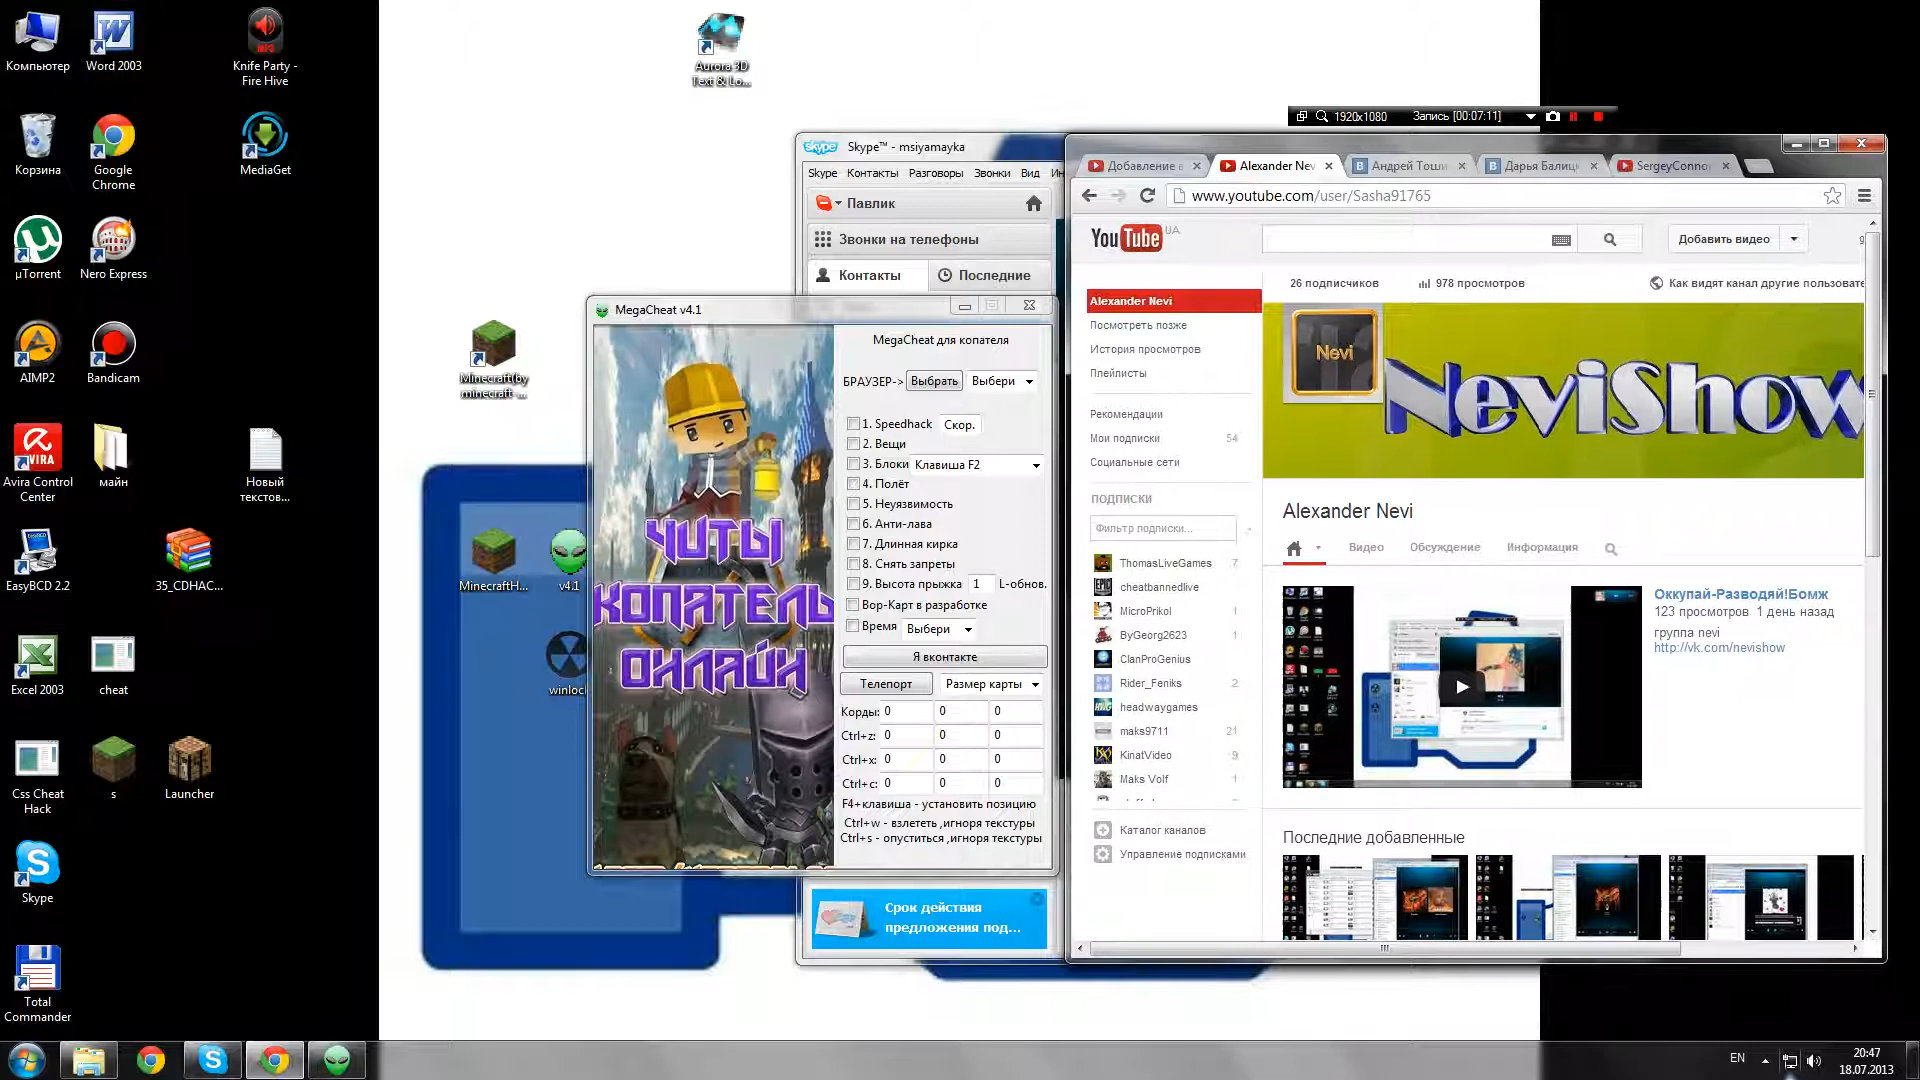 Компьютер
Word 2003
Knife Party -
Fire Hive
Корзина
Google
Chrome
MediaGet
µTorrent
Nero Express
AIMP2
Bandicam
Avira Control
Center
майн
Новый
текстов...
EasyBCD 2.2
35_CDHAC...
Excel 2003
cheat
Css Cheat
Hack
s
Launcher
Skype
Total
Commander
Aurora 3D
Text & Lo...
Minecraft(by
minecraft-...
MinecraftH...
v4.1
winlock
1920x1080
Запись [00:07:11]
Skype™ - msiyamayka
Skype Контакты Разговоры Звонки Вид
Павлик
Звонки на телефоны
Контакты
Последние
Срок действия
предложения под...
MegaCheat v4.1
MegaCheat для копателя
БРАУЗЕР-> Выбрать Выбери
1. Speedhack Скор.
2. Вещи
3. Блоки Клавиша F2
4. Полёт
5. Неуязвимость
6. Анти-лава
7. Длинная кирка
8. Снять запреты
9. Высота прыжка 1 L-обнов.
Вор-Карт в разработке
Время Выбери
Я вконтакте
Телепорт Размер карты
Корды: 0 0 0
Ctrl+z: 0 0 0
Ctrl+x: 0 0 0
Ctrl+c: 0 0 0
F4+клавиша - установить позицию
Ctrl+w - взлететь ,игноря текстуры
Ctrl+s - опуститься ,игноря текстуры
ЧИТЫ
КОПАТЕЛЬ
ОНЛАЙН
Добавление в
Alexander Nev
Андрей Тоши
Дарья Балиц
SergeyConno
www.youtube.com/user/Sasha91765
YouTube UA
Добавить видео
26 подписчиков
978 просмотров
Как видят канал другие пользовате
Alexander Nevi
Посмотреть позже
История просмотров
Плейлисты
Рекомендации
Мои подписки 54
Социальные сети
ПОДПИСКИ
Фильтр подписки...
ThomasLiveGames 7
cheatbannedlive
MicroPrikol 1
ByGeorg2623 1
ClanProGenius
Rider_Feniks 2
headwaygames
maks9711 21
KinatVideo 9
Maks Volf 1
Каталог каналов
Управление подписками
Nevi
NeviShow
Alexander Nevi
Видео Обсуждение Информация
Оккупай-Разводяй!Бомж
123 просмотров 1 день назад
группа nevi
http://vk.com/nevishow
Последние добавленные
EN
20:47
18.07.2013